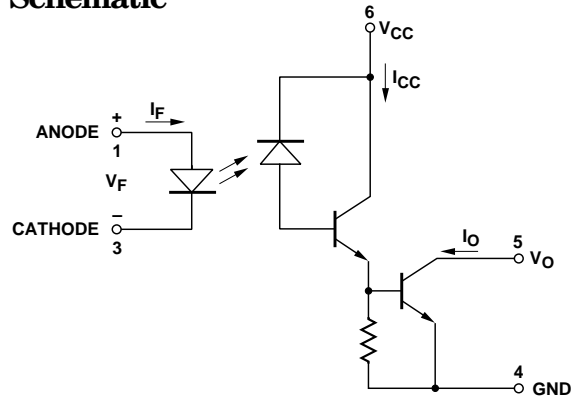 Schematic
6
VCC
ICC
IF
+
ANODE
1
VF
–
CATHODE
3
IO
5
VO
4
GND